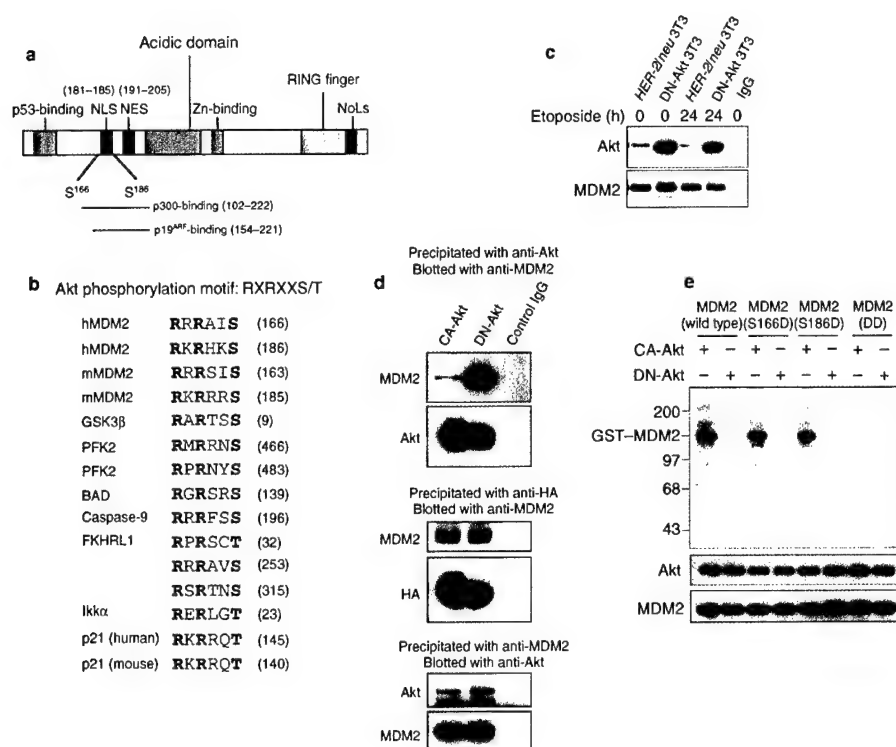 a
Acidic domain
(181–185) (191–205)
RING finger
p53-binding NLS NES Zn-binding NoLs
S166 S186
p300-binding (102–222)
p19ARF-binding (154–221)
b Akt phosphorylation motif: RXRXXS/T
hMDM2 RRRAIS (166)
hMDM2 RKRHKS (186)
mMDM2 RRRSIS (163)
mMDM2 RKRRRS (185)
GSK3β RARTSS (9)
PFK2 RMRRNS (466)
PFK2 RPRNYS (483)
BAD RGRSRS (139)
Caspase-9 RRRFSS (196)
FKHRL1 RPRSCT (32)
RRRAVS (253)
RSRTNS (315)
Ikkα RERLGT (23)
p21 (human) RKRRQT (145)
p21 (mouse) RKRRQT (140)
c
HER-2/neu 3T3
DN-Akt 3T3
HER-2/neu 3T3
DN-Akt 3T3
IgG
Etoposide (h) 0 0 24 24 0
Akt
MDM2
d
Precipitated with anti-Akt
Blotted with anti-MDM2
CA-Akt
DN-Akt
Control IgG
MDM2
Akt
Precipitated with anti-HA
Blotted with anti-MDM2
MDM2
HA
Precipitated with anti-MDM2
Blotted with anti-Akt
Akt
MDM2
e
MDM2 MDM2 MDM2 MDM2
(wild type) (S166D) (S186D) (DD)
CA-Akt + – + – + – + –
DN-Akt – + – + – + – +
200
GST–MDM2
97
68
43
Akt
MDM2